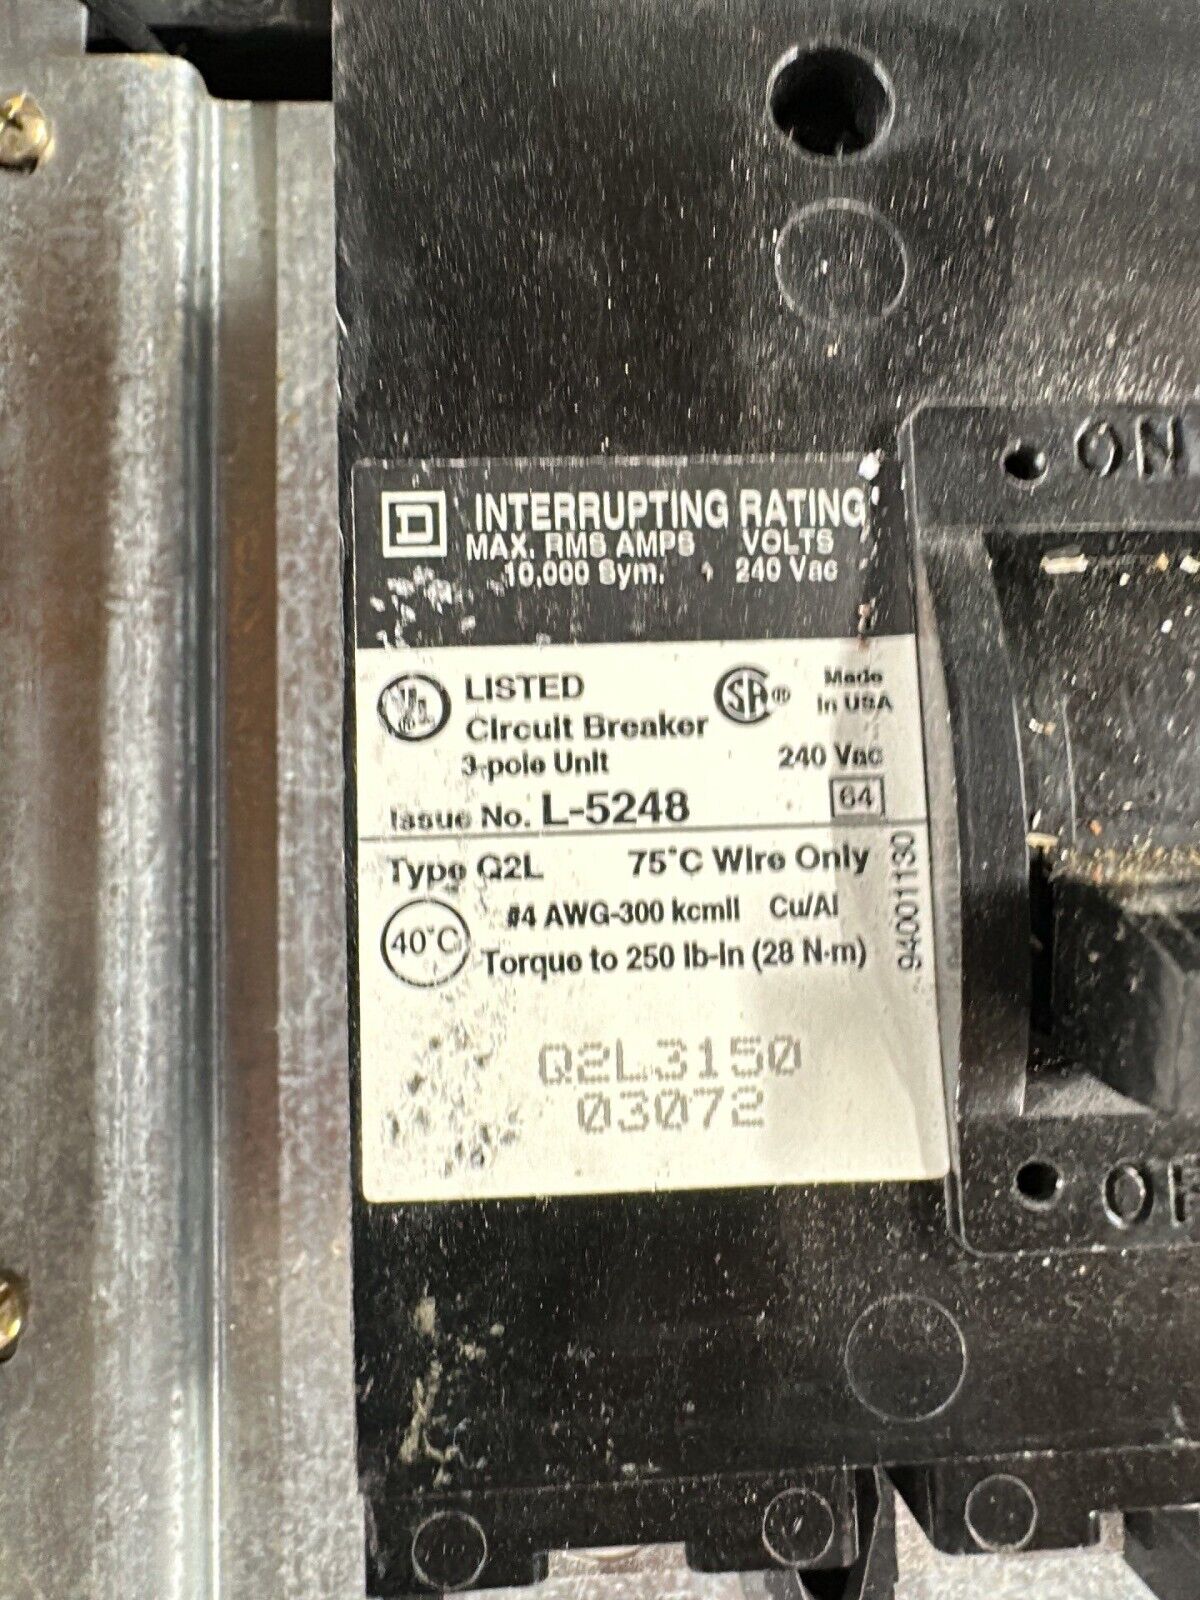 ON
D
INTERRUPTING RATING
MAX. RMS AMPS VOLTS
10,000 Sym. 240 Vac
UL LISTED SA ® Made
Circuit Breaker in USA
3-pole Unit 240 Vac
Issue No. L-5248 64
Type Q2L 75°C Wire Only
#4 AWG-300 kcmil Cu/Al
40°C Torque to 250 lb-in (28 N·m)
94001130
Q2L3150
03072